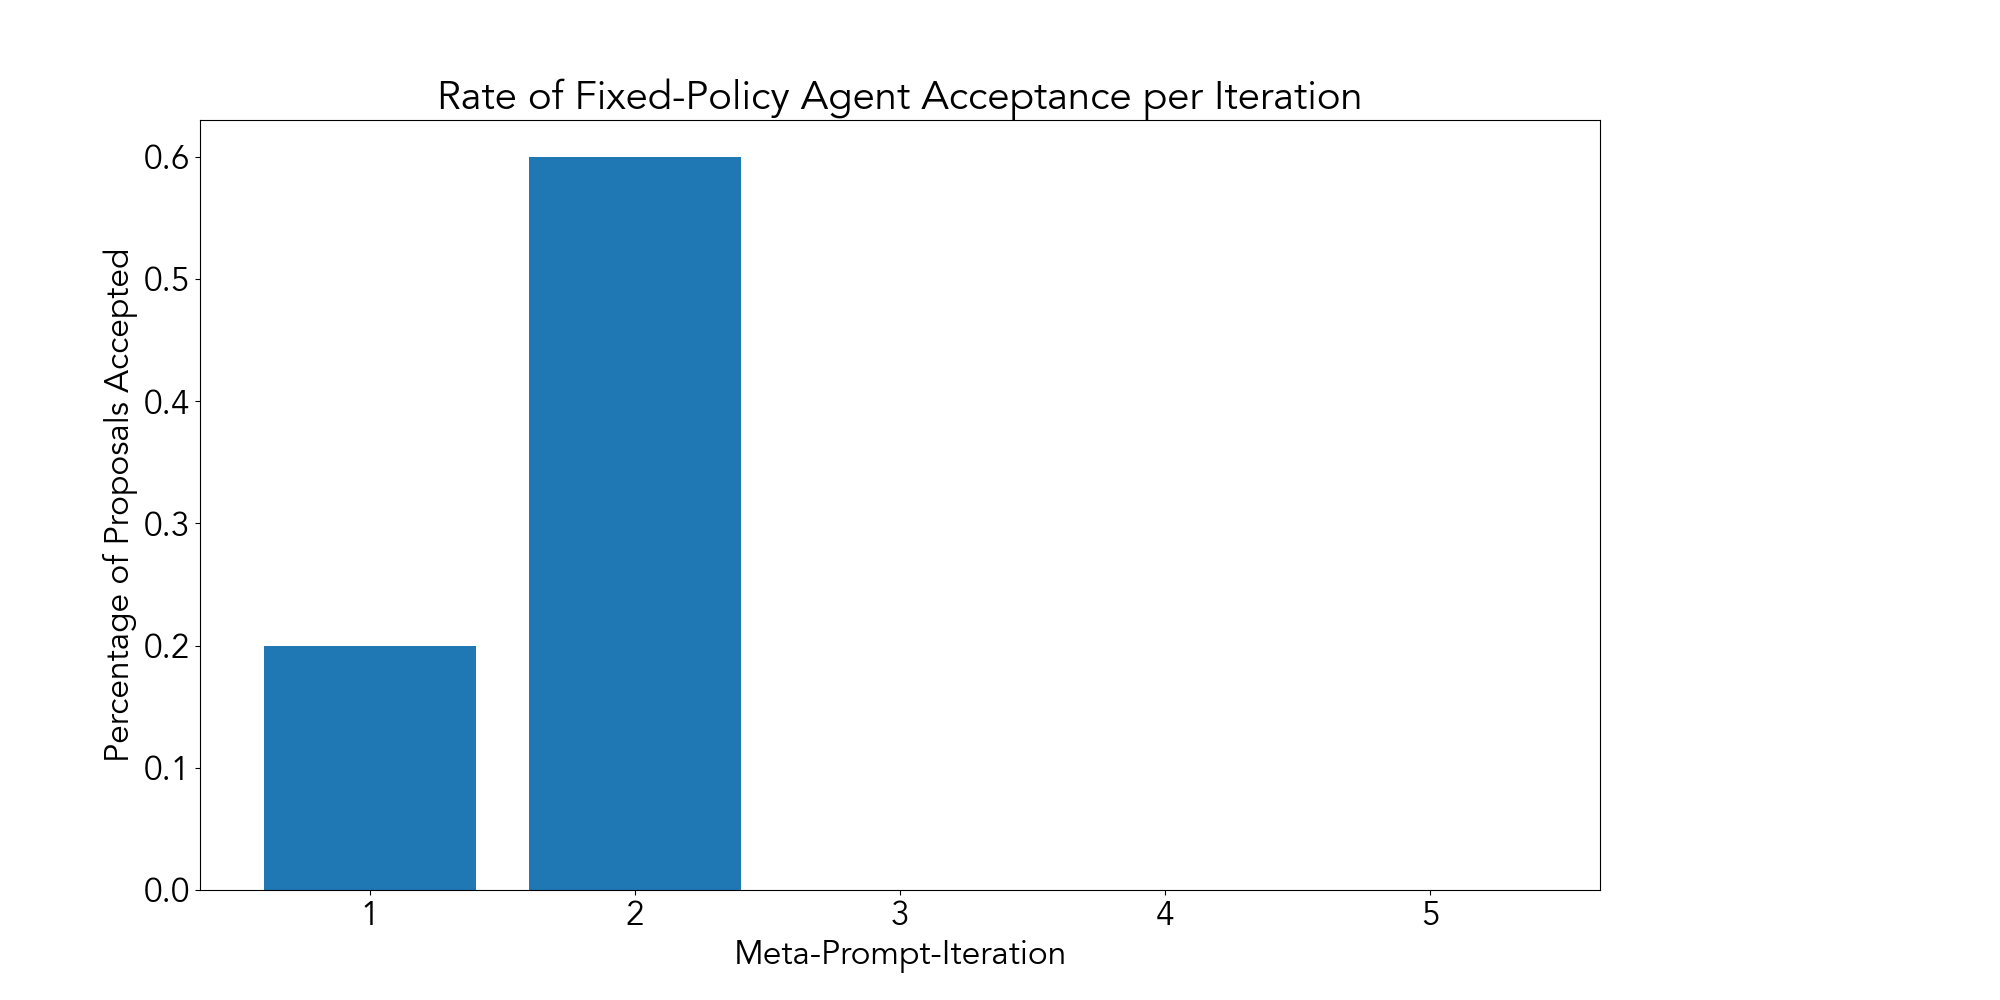 Rate of Fixed-Policy Agent Acceptance per Iteration
Percentage of Proposals Accepted
0.6
0.5
0.4
0.3
0.2
0.1
0.0
1 2 3 4 5
Meta-Prompt-Iteration